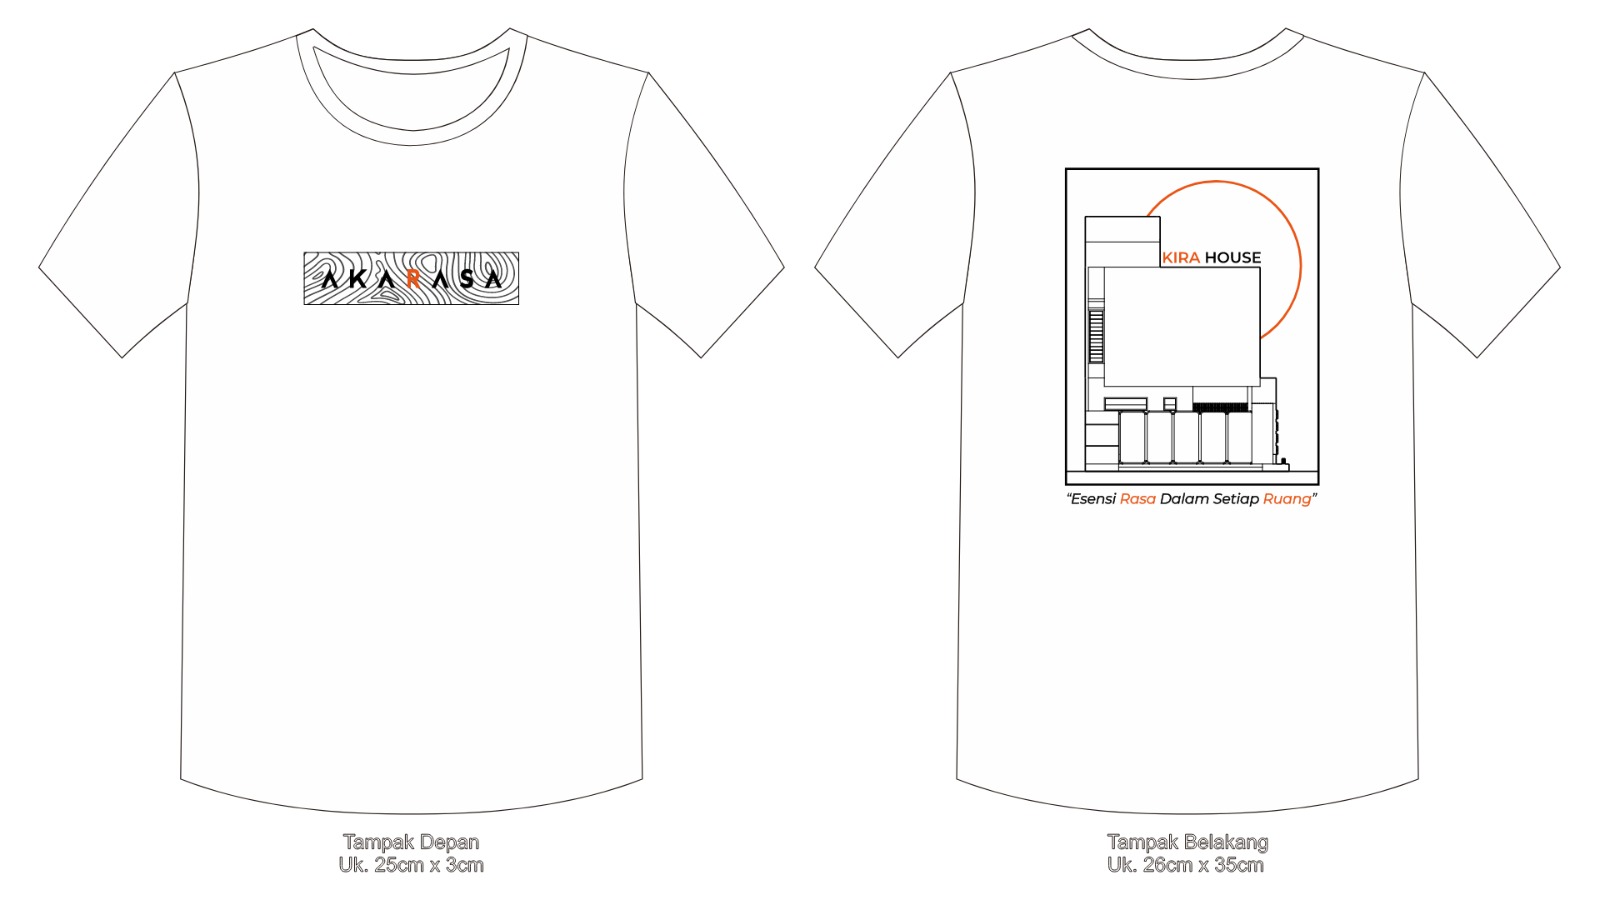 AKARASA
KIRA HOUSE
“Esensi Rasa Dalam Setiap Ruang”
Tampak Depan
Uk. 25cm x 3cm
Tampak Belakang
Uk. 26cm x 35cm